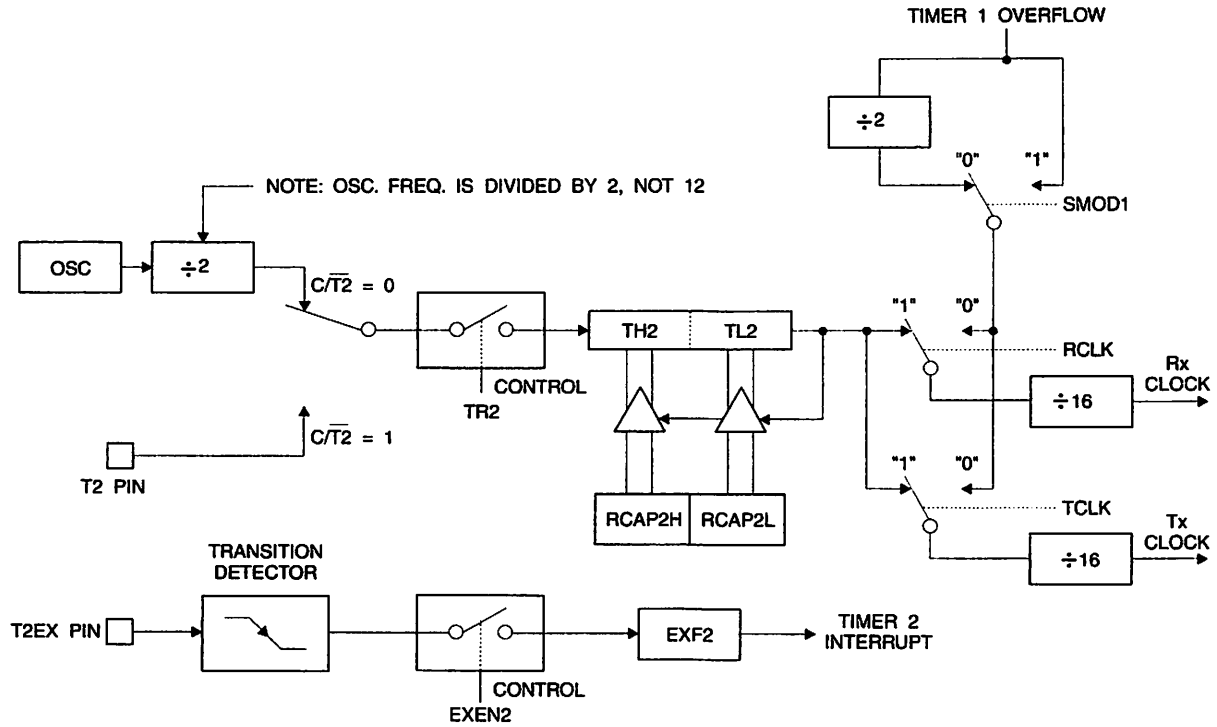 TIMER 1 OVERFLOW
÷2
"0" "1"
NOTE: OSC. FREQ. IS DIVIDED BY 2, NOT 12
SMOD1
OSC
÷2
C/T2̅ = 0
TH2 TL2
"1" "0"
RCLK
CONTROL
TR2
Rx
CLOCK
÷16
C/T2̅ = 1
T2 PIN
"1" "0"
RCAP2H RCAP2L
TCLK
Tx
CLOCK
÷16
TRANSITION
DETECTOR
T2EX PIN
EXF2
TIMER 2
INTERRUPT
CONTROL
EXEN2